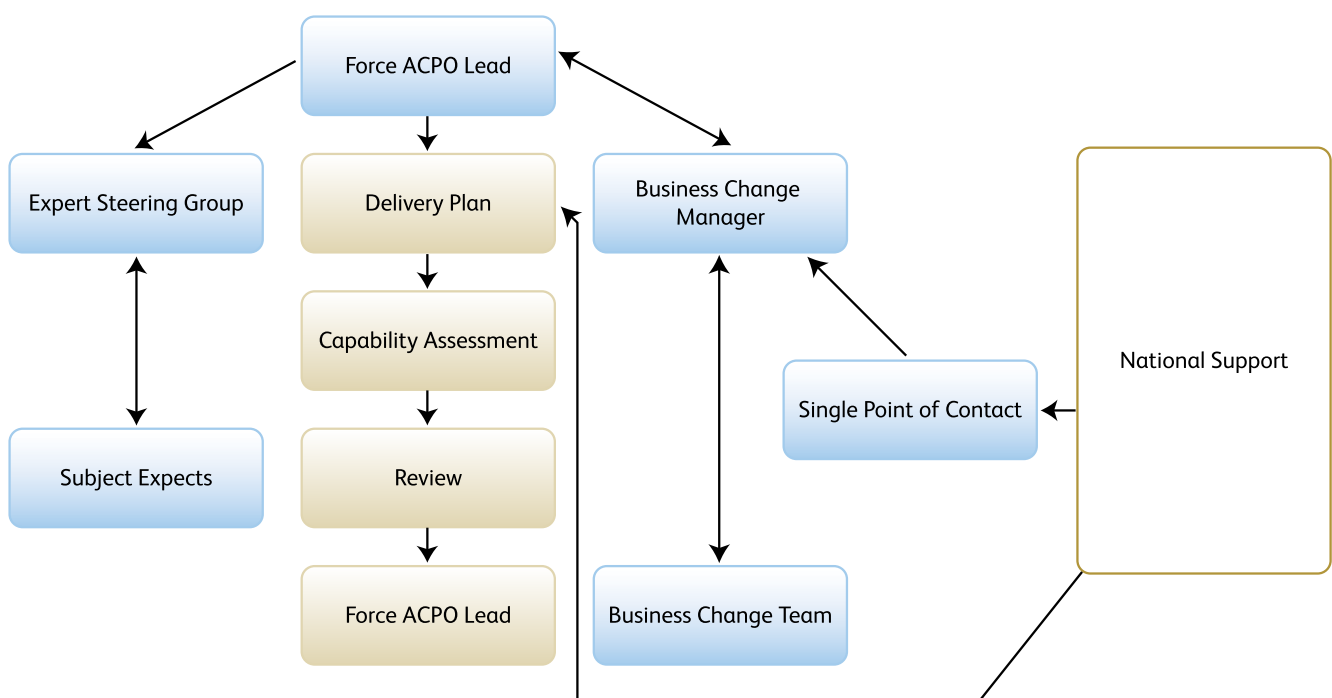 Force ACPO Lead
Expert Steering Group
Delivery Plan
Business Change
Manager
Capability Assessment
National Support
Single Point of Contact
Subject Expects
Review
Force ACPO Lead
Business Change Team